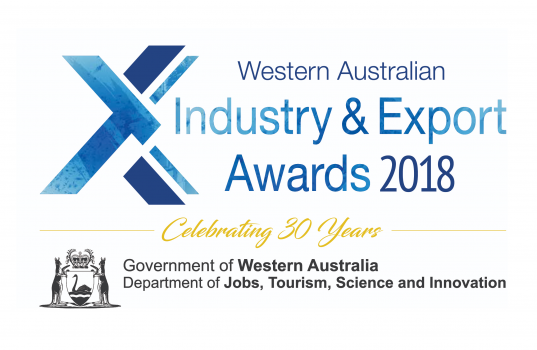 Western Australian
Industry & Export
Awards 2018
Celebrating 30 Years
Government of Western Australia
Department of Jobs, Tourism, Science and Innovation